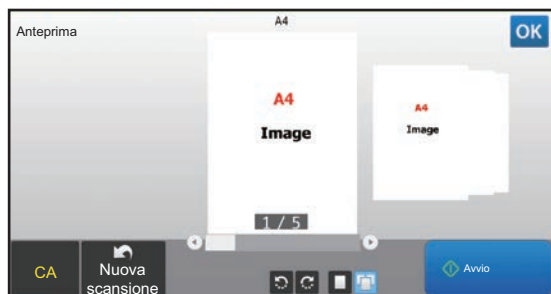 A4
Anteprima
OK
A4
Image
A4
Image
1 / 5
CA
Nuova
scansione
Avvio